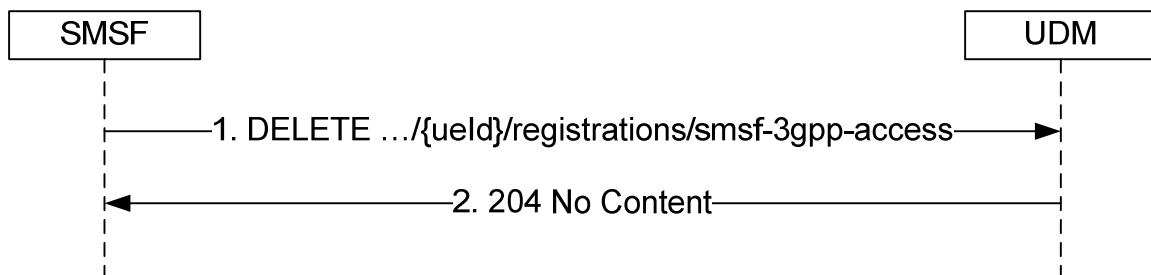 SMSF
UDM
1. DELETE …/{ueId}/registrations/smsf-3gpp-access
2. 204 No Content